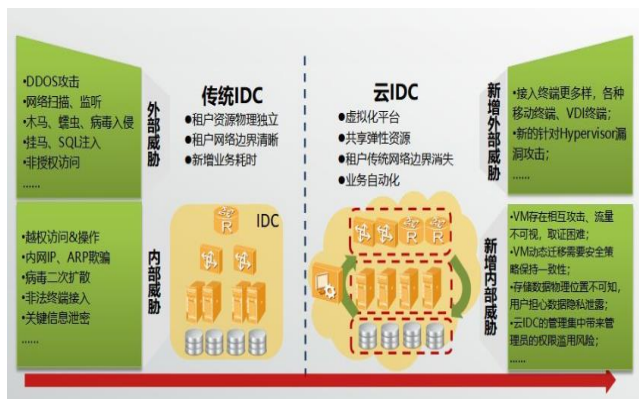 •DDOS攻击
•网络扫描、监听
•木马、蠕虫、病毒入侵
•挂马、SQL注入
•非授权访问
……
外部威胁
•越权访问&操作
•内网IP、ARP欺骗
•病毒二次扩散
•非法终端接入
•关键信息泄密
……
内部威胁
传统IDC
●租户资源物理独立
●租户网络边界清晰
●新增业务耗时
IDC
R
云IDC
●虚拟化平台
●共享弹性资源
●租户传统网络边界消失
●业务自动化
R
R
新增外部威胁
•接入终端更多样，各种
移动终端、VDI终端；
•新的针对Hypervisor漏
洞攻击；
……
新增内部威胁
•VM存在相互攻击、流量
不可视，取证困难；
•VM动态迁移需要安全策
略保持一致性；
•存储数据物理位置不可知，
用户担心数据隐私泄露；
•云IDC的管理集中带来管
理员的权限滥用风险；
……